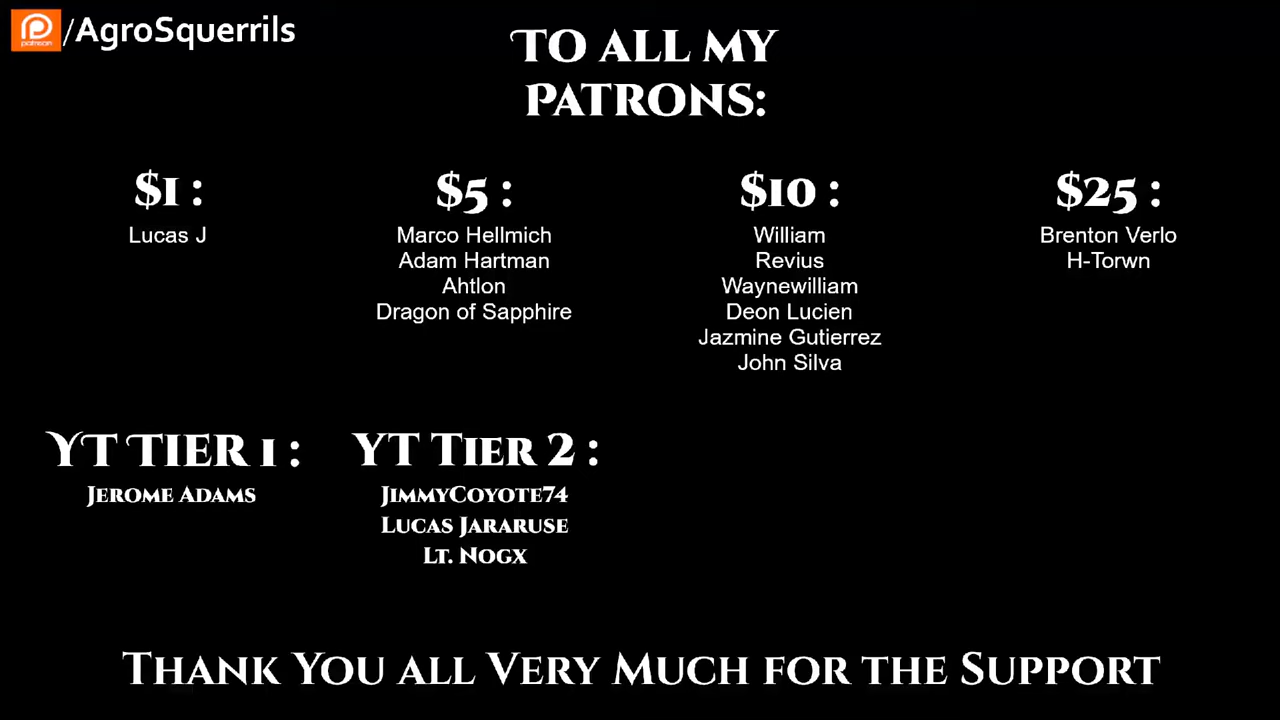 patreon
/AgroSquerrils
To all my
Patrons:
$1 :
Lucas J
$5 :
Marco Hellmich
Adam Hartman
Ahtlon
Dragon of Sapphire
$10 :
William
Revius
Waynewilliam
Deon Lucien
Jazmine Gutierrez
John Silva
$25 :
Brenton Verlo
H-Torwn
YT Tier 1 :
Jerome Adams
YT Tier 2 :
JimmyCoyote74
Lucas Jararuse
Lt. Nogx
Thank You all Very Much for the Support